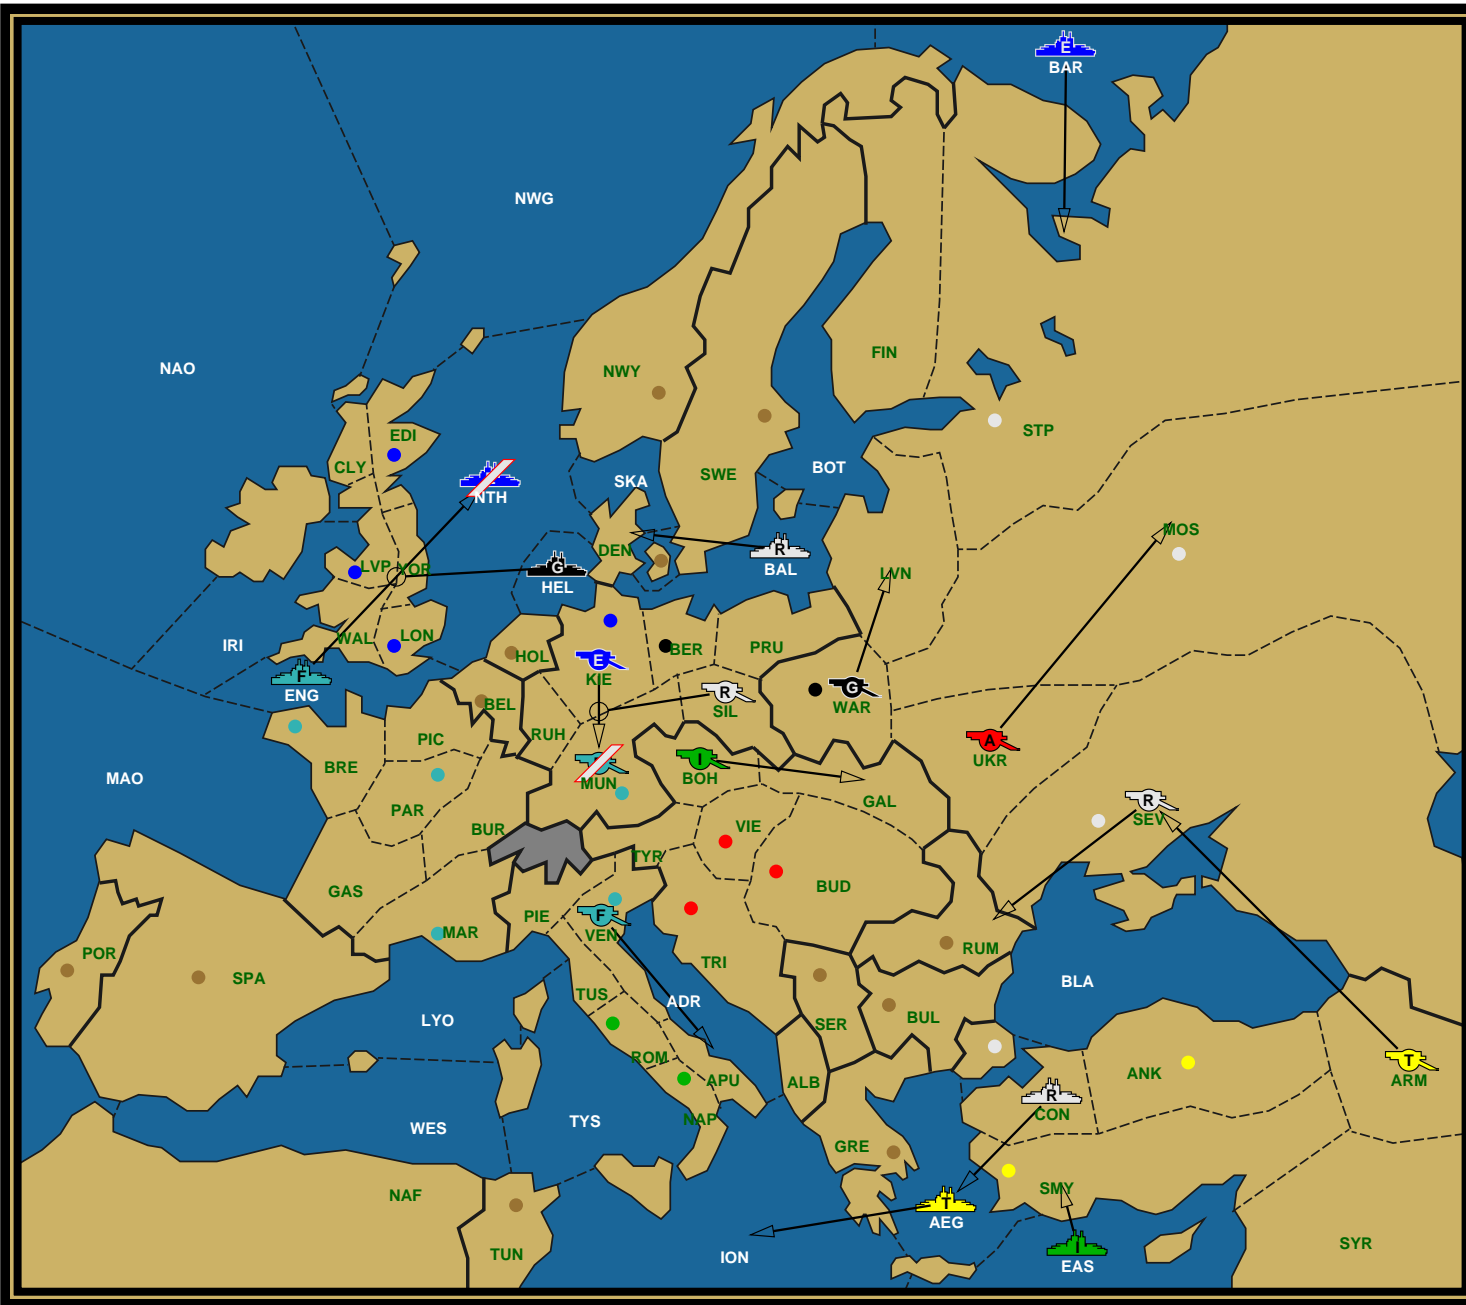 E
BAR
NWG
NAO
FIN
NWY
EDI
STP
CLY
BOT
SWE
SKA
NTH
MOS
DEN
R
BAL
G
HEL
LVP
YOR
LVN
IRI
WAL
LON
HOL
BER
PRU
E
KIE
F
ENG
R
SIL
G
WAR
BEL
RUH
PIC
A
UKR
BRE
I
BOH
MAO
MUN
PAR
GAL
R
SEV
BUR
VIE
TYR
BUD
GAS
PIE
F
VEN
MAR
POR
SPA
TRI
RUM
BLA
TUS
ADR
LYO
SER
BUL
ROM
T
ARM
ANK
APU
ALB
R
CON
NAP
WES
TYS
GRE
NAF
SMY
T
AEG
TUN
ION
I
EAS
SYR